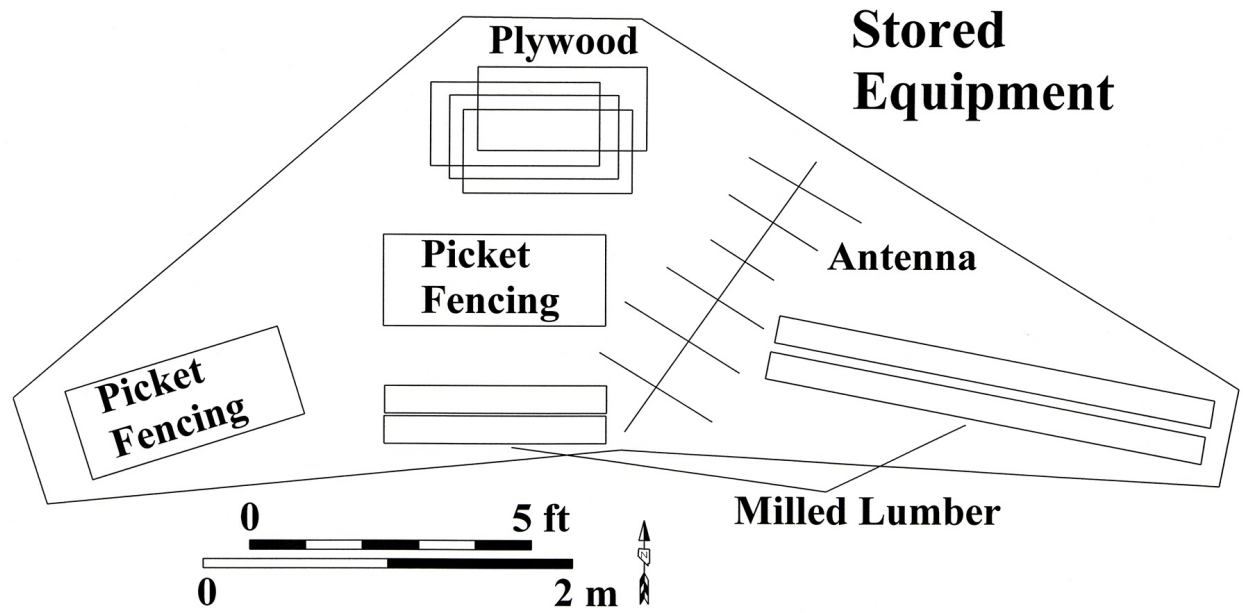 Stored
Equipment
Plywood
Picket
Fencing
Antenna
Picket
Fencing
Milled Lumber
0 5 ft
0 2 m
N